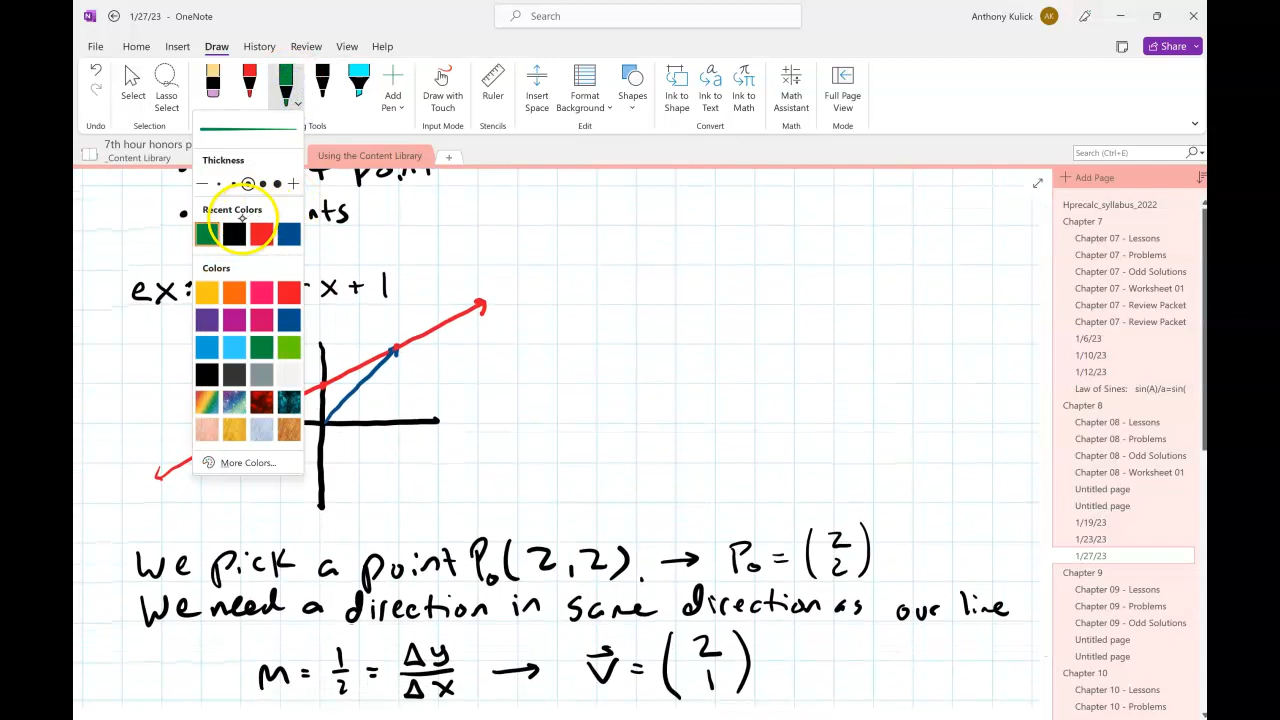 1/27/23 - OneNote
Search
Anthony Kulick
AK
File Home Insert Draw History Review View Help
Share
Undo
Select
Lasso Select
Add Pen
Draw with Touch
Ruler
Insert Space
Format Background
Shapes
Ink to Shape
Ink to Text
Ink to Math
Math Assistant
Full Page View
Undo Selection ng Tools Input Mode Stencils Edit Convert Math Mode
7th hour honors p
_Content Library
Using the Content Library
Search (Ctrl+E)
Thickness
Recent Colors
Colors
More Colors...
+ point
nts
ex: x + 1
We pick a point P₀(2,2). → P₀ = (2 2)
We need a direction in same direction as our line
m = 1/2 = Δy/Δx → V⃗ = (2 1)
Add Page
Hprecalc_syllabus_2022
Chapter 7
Chapter 07 - Lessons
Chapter 07 - Problems
Chapter 07 - Odd Solutions
Chapter 07 - Worksheet 01
Chapter 07 - Review Packet
Chapter 07 - Review Packet
1/6/23
1/10/23
1/12/23
Law of Sines: sin(A)/a=sin(
Chapter 8
Chapter 08 - Lessons
Chapter 08 - Problems
Chapter 08 - Odd Solutions
Chapter 08 - Worksheet 01
Untitled page
Untitled page
1/19/23
1/23/23
1/27/23
Chapter 9
Chapter 09 - Lessons
Chapter 09 - Problems
Chapter 09 - Odd Solutions
Untitled page
Untitled page
Chapter 10
Chapter 10 - Lessons
Chapter 10 - Problems